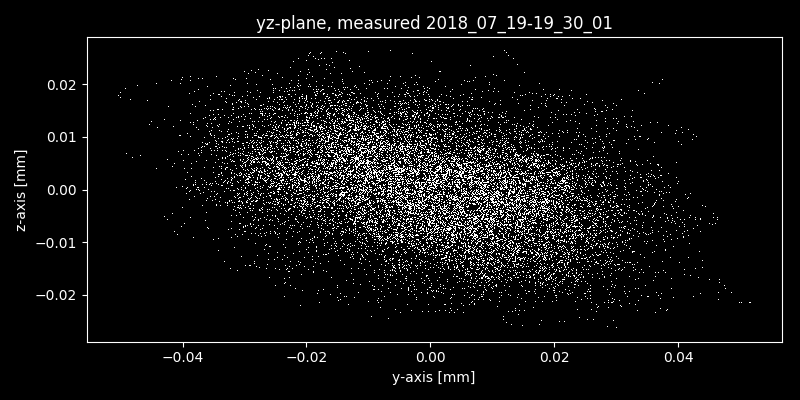 yz-plane, measured 2018_07_19-19_30_01
z-axis [mm]
0.02
0.01
0.00
−0.01
−0.02
−0.04 −0.02 0.00 0.02 0.04
y-axis [mm]